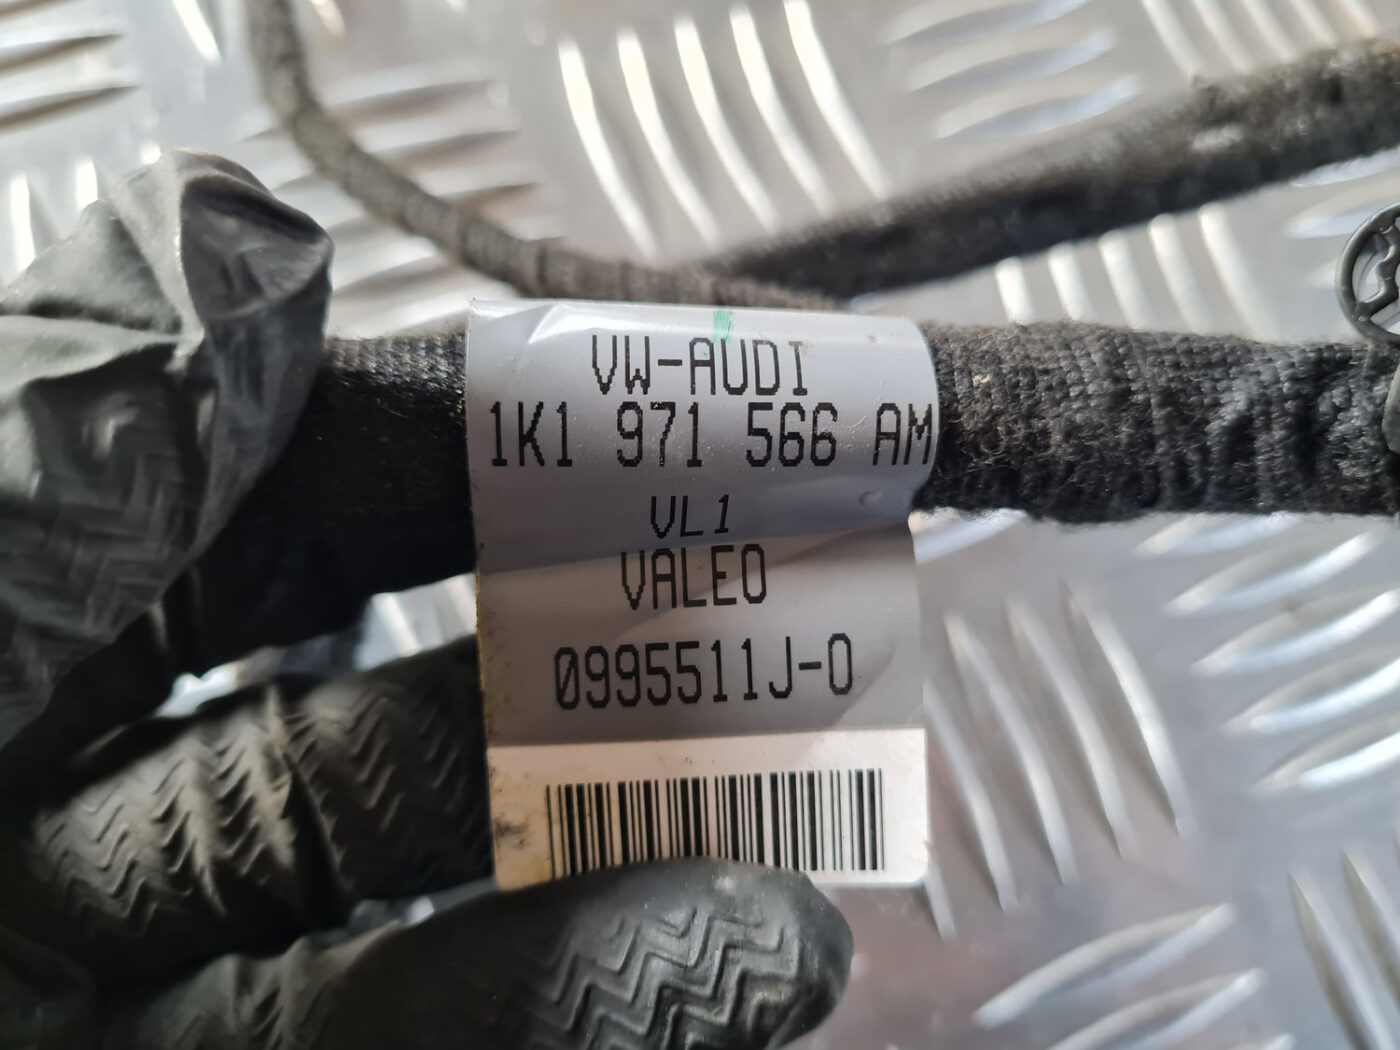 VW-AUDI
1K1 971 566 AM
VL1
VALEO
0995511J-0